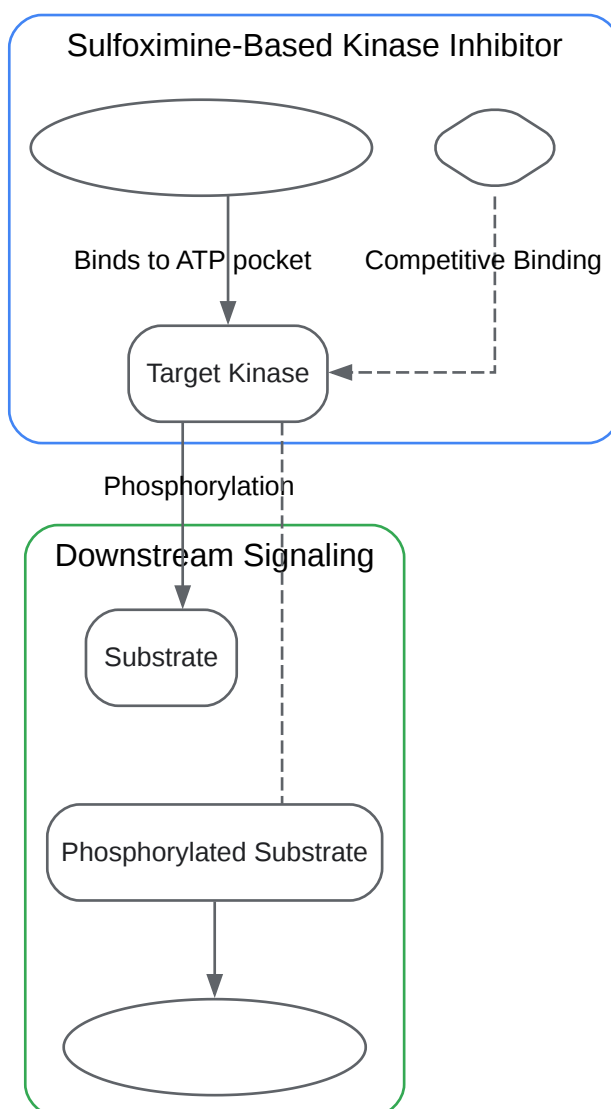 Sulfoximine-Based Kinase Inhibitor
Binds to ATP pocket
Competitive Binding
Target Kinase
Phosphorylation
Downstream Signaling
Substrate
Phosphorylated Substrate